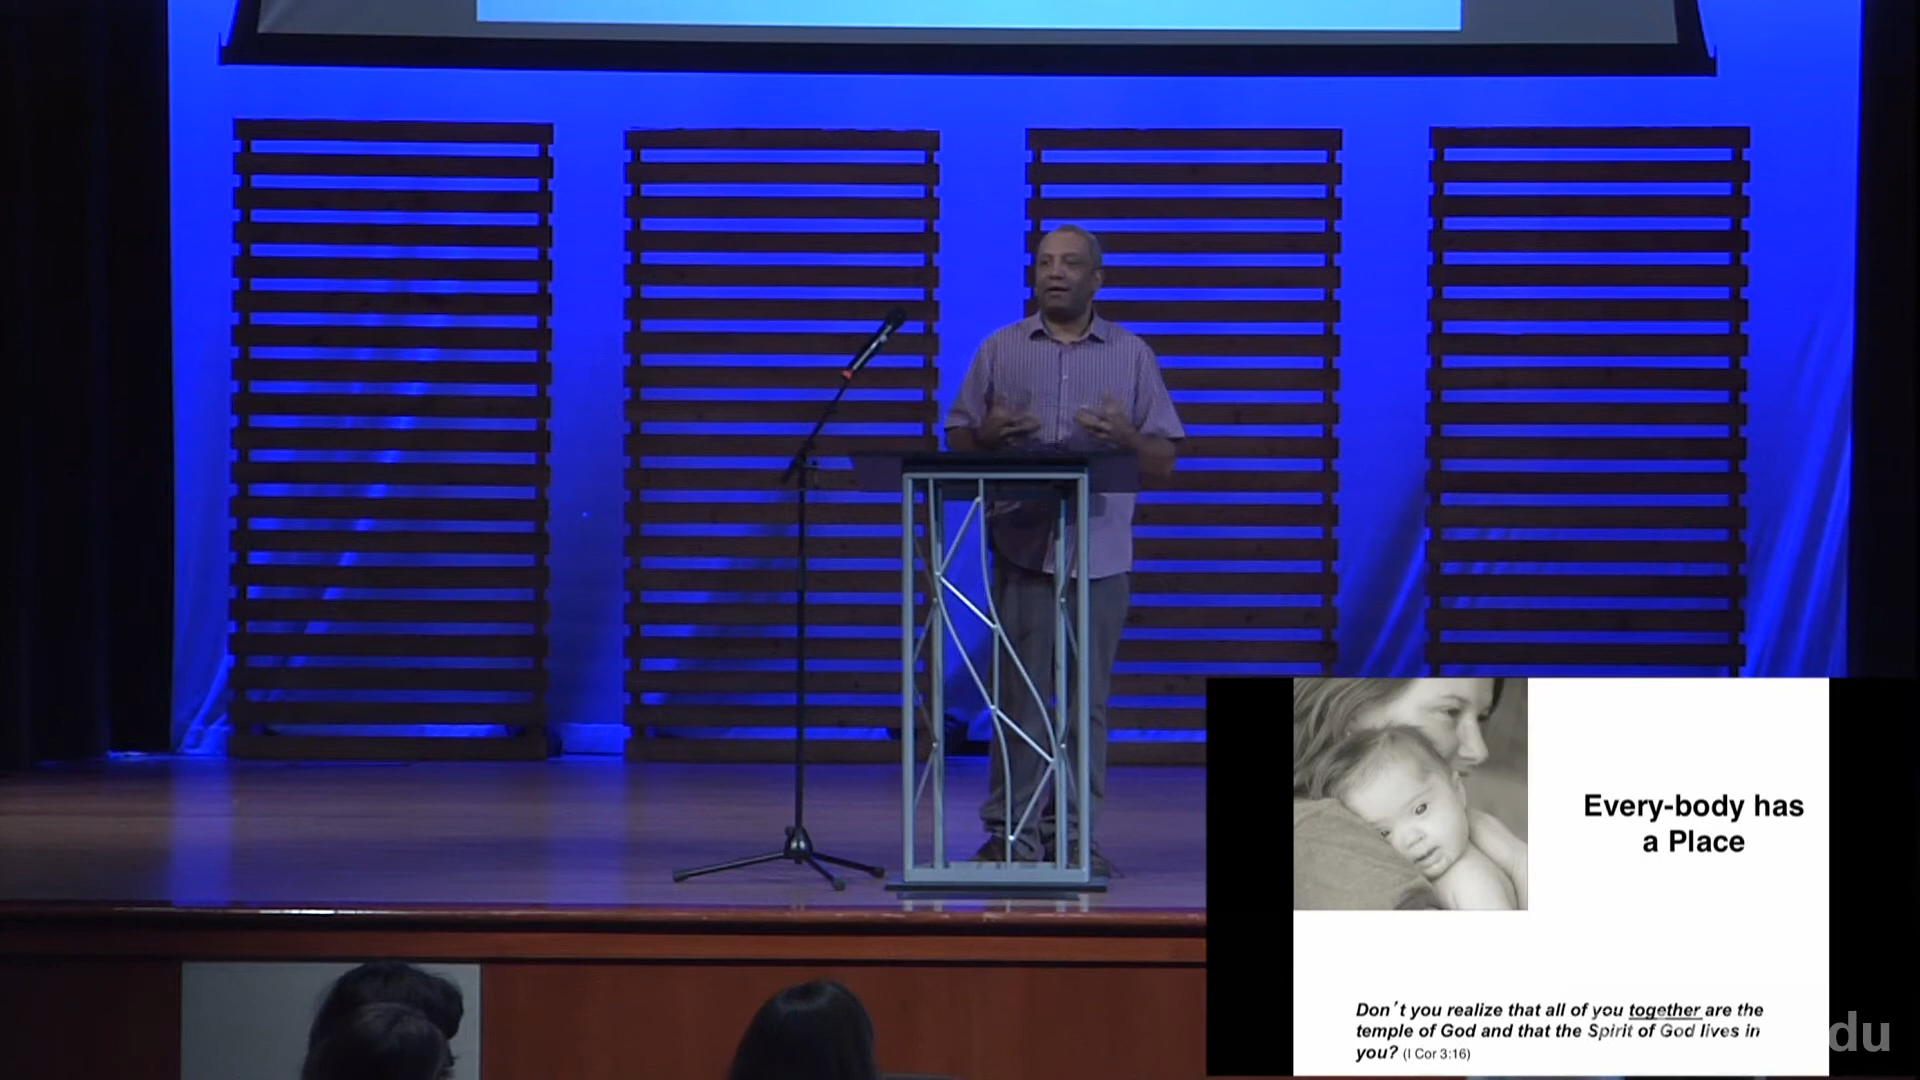 Every-body has
a Place
Don´t you realize that all of you together are the
temple of God and that the Spirit of God lives in
you? (I Cor 3:16)
du